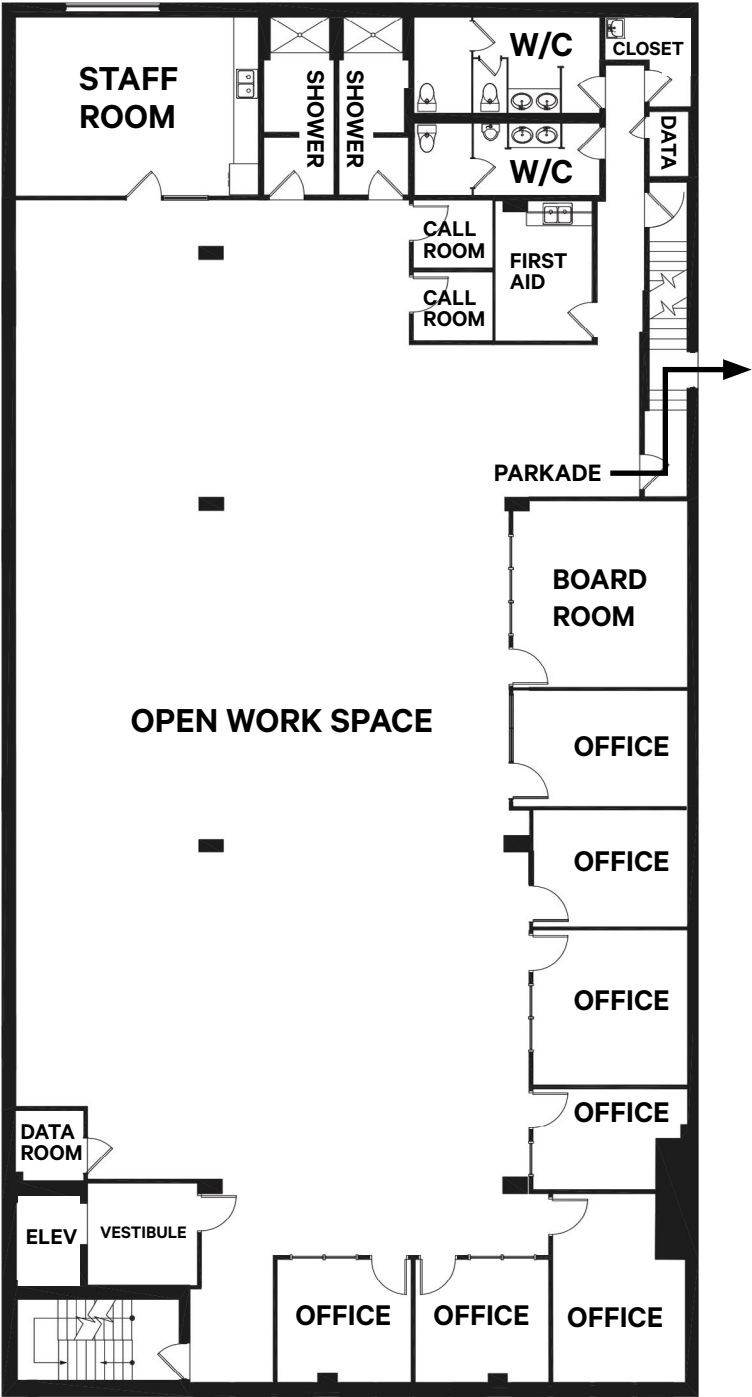 STAFF
ROOM
SHOWER
SHOWER
W/C
CLOSET
DATA
W/C
CALL
ROOM
FIRST
AID
CALL
ROOM
PARKADE
BOARD
ROOM
OPEN WORK SPACE
OFFICE
OFFICE
OFFICE
OFFICE
DATA
ROOM
ELEV
VESTIBULE
OFFICE
OFFICE
OFFICE